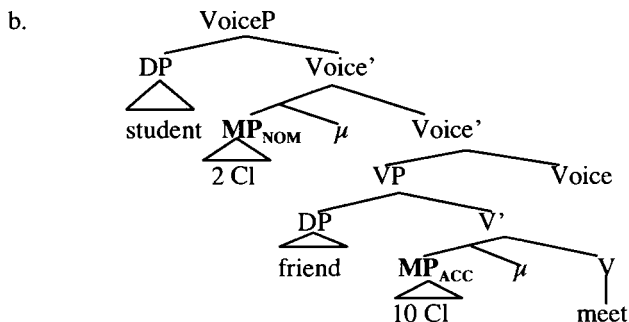 b. VoiceP
DP Voice’
student MP_NOM μ Voice’
2 Cl VP Voice
DP V’
friend MP_ACC μ V
10 Cl meet